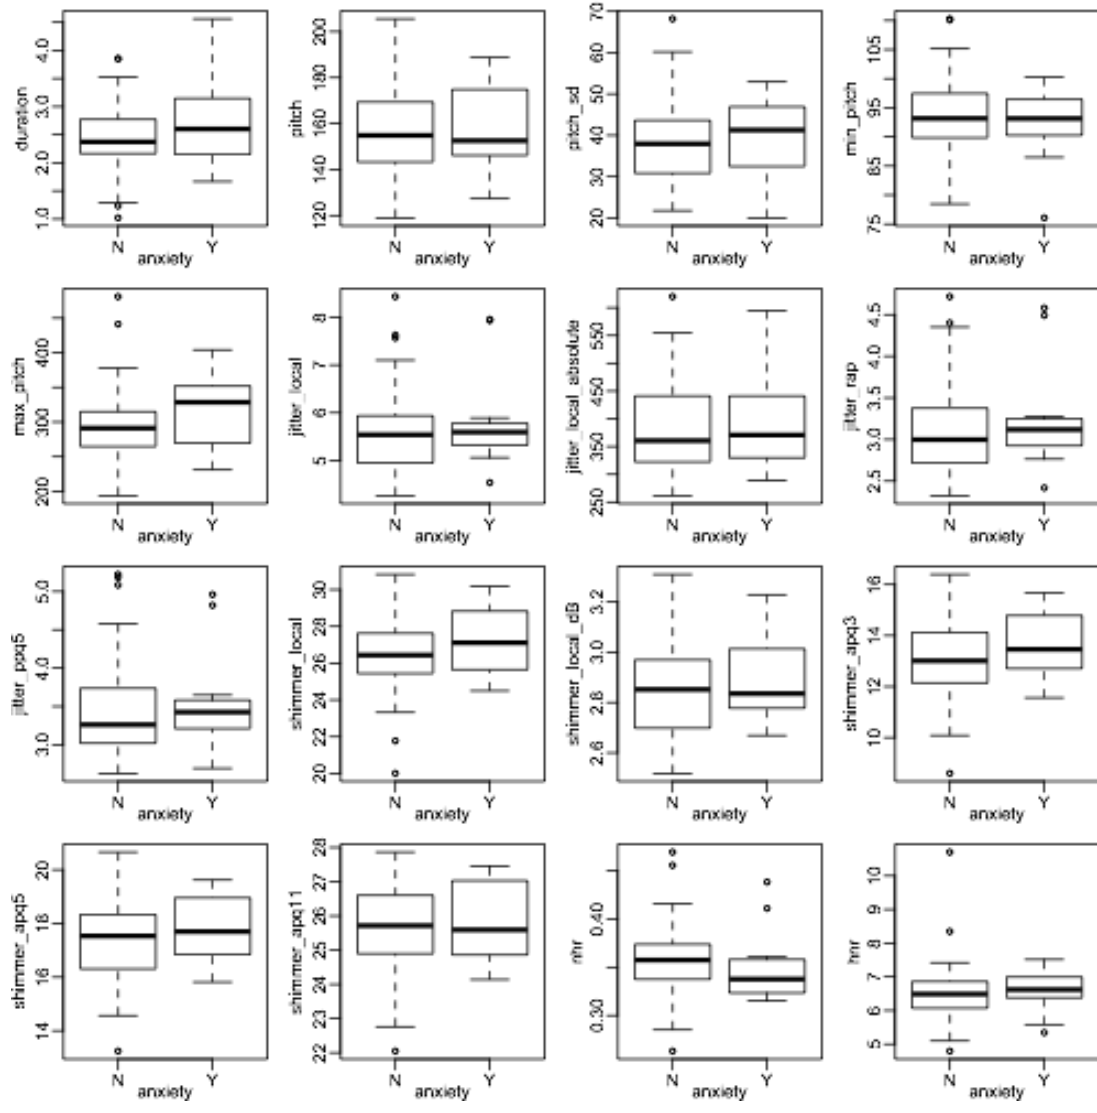 duration
1.0 2.0 3.0 4.0
N Y
anxiety
pitch
120 140 160 180 200
N Y
anxiety
pitch_sd
20 30 40 50 60 70
N Y
anxiety
min_pitch
75 85 95 105
N Y
anxiety
max_pitch
200 300 400
N Y
anxiety
jitter_local
5 6 7 8
N Y
anxiety
jitter_local_absolute
250 350 450 550
N Y
anxiety
jitter_rap
2.5 3.0 3.5 4.0 4.5
N Y
anxiety
jitter_ppq5
3.0 4.0 5.0
N Y
anxiety
shimmer_local
20 22 24 26 28 30
N Y
anxiety
shimmer_local_dB
2.6 2.8 3.0 3.2
N Y
anxiety
shimmer_apq3
10 12 14 16
N Y
anxiety
shimmer_apq5
14 16 18 20
N Y
anxiety
shimmer_apq11
22 23 24 25 26 27 28
N Y
anxiety
nhr
0.30 0.40
N Y
anxiety
hnr
5 6 7 8 9 10
N Y
anxiety